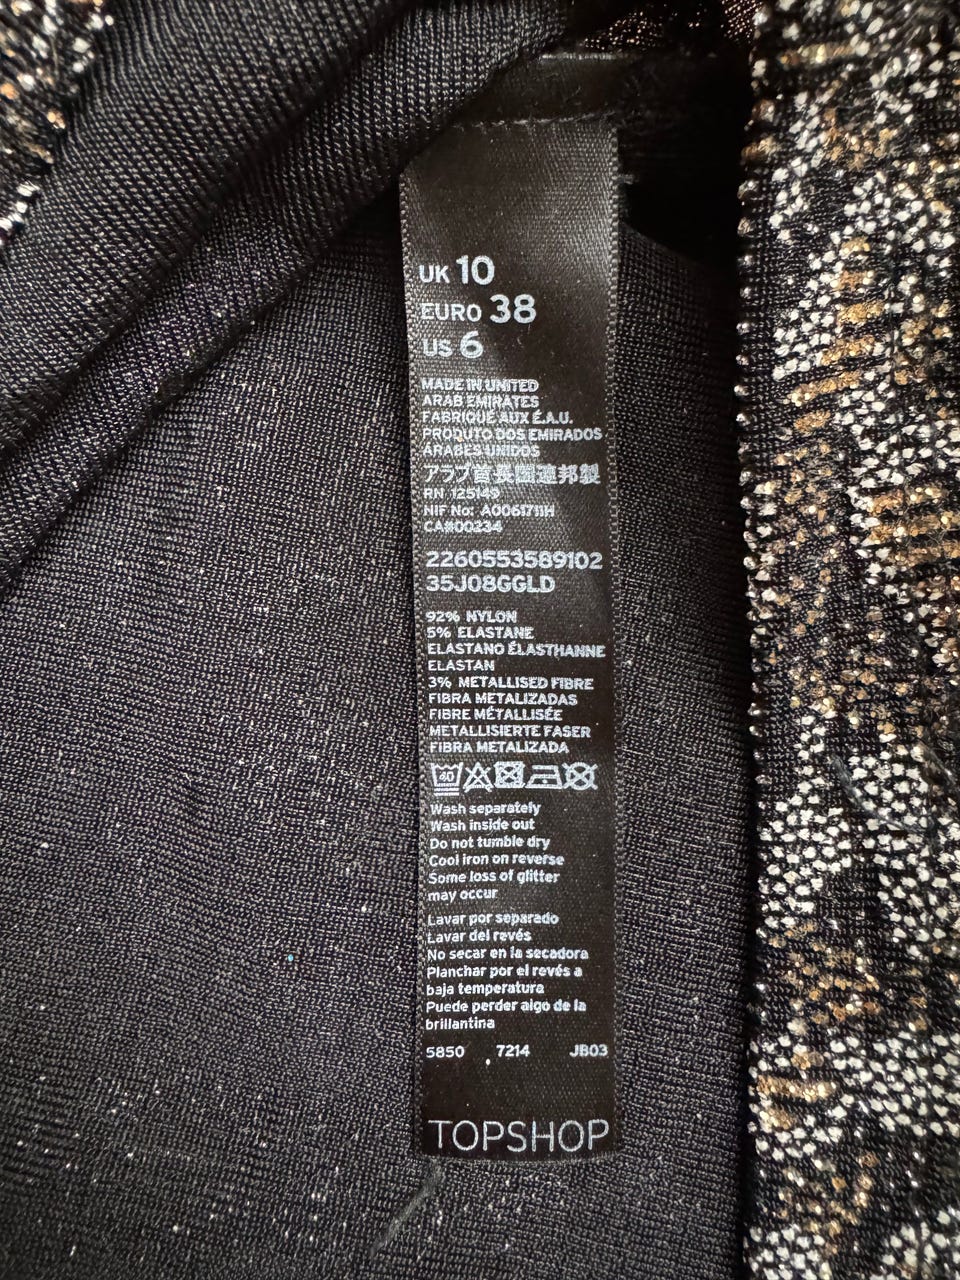 UK 10
EURO 38
US 6
MADE IN UNITED
ARAB EMIRATES
FABRIQUÉ AUX É.A.U.
PRODUTO DOS EMIRADOS
ÁRABES UNIDOS
アラブ首長国連邦製
RN 125149
NIF No: A0061711H
CA#00234
2260553589102
35J08GGLD
92% NYLON
5% ELASTANE
ELASTANO ÉLASTHANNE
ELASTAN
3% METALLISED FIBRE
FIBRA METALIZADAS
FIBRE MÉTALLISÉE
METALLISIERTE FASER
FIBRA METALIZADA
40
Wash separately
Wash inside out
Do not tumble dry
Cool iron on reverse
Some loss of glitter
may occur
Lavar por separado
Lavar del revés
No secar en la secadora
Planchar por el revés a
baja temperatura
Puede perder algo de la
brillantina
5850 7214 JB03
TOPSHOP